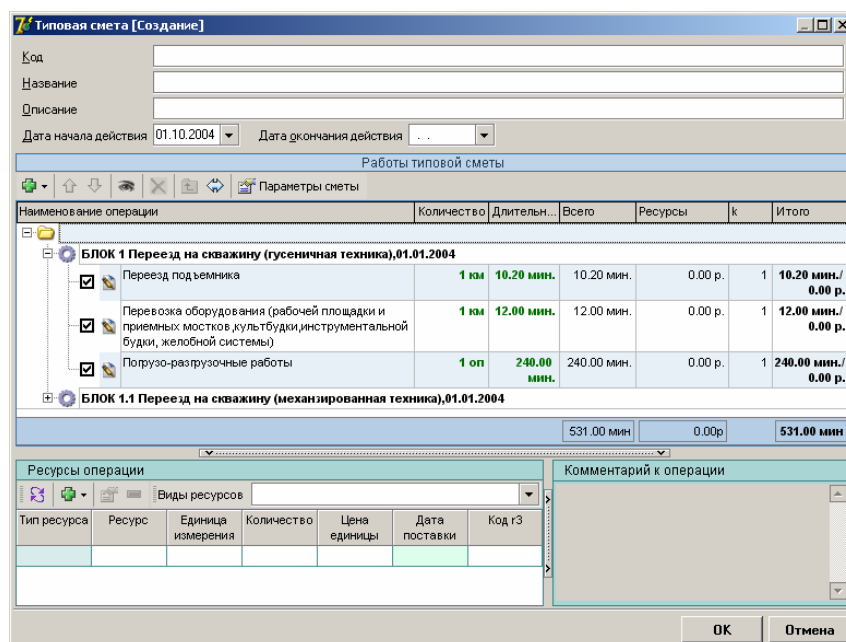 Типовая смета [Создание]
Код
Название
Описание
Дата начала действия 01.10.2004 Дата окончания действия . .
Работы типовой сметы
Параметры сметы
Наименование операции Количество Длительн... Всего Ресурсы k Итого
БЛОК 1 Переезд на скважину (гусеничная техника),01.01.2004
Переезд подъемника 1 км 10.20 мин. 10.20 мин. 0.00 р. 1 10.20 мин./
0.00 р.
Перевозка оборудования (рабочей площадки и 1 км 12.00 мин. 12.00 мин. 0.00 р. 1 12.00 мин./
приемных мостков ,культбудки,инструментальной 0.00 р.
будки, желобной системы)
Погрузо-разгрузочные работы 1 оп 240.00 240.00 мин. 0.00 р. 1 240.00 мин./
мин. 0.00 р.
БЛОК 1.1 Переезд на скважину (механзированная техника),01.01.2004
531.00 мин 0.00р 531.00 мин
Ресурсы операции Комментарий к операции
Виды ресурсов
Тип ресурса Ресурс Единица Количество Цена Дата Код r3
измерения единицы поставки
OK Отмена